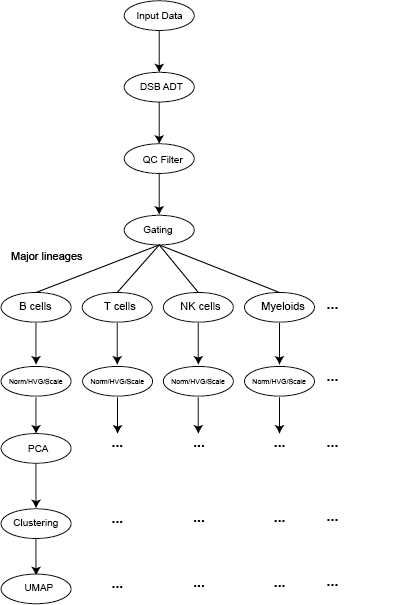 Input Data
DSB ADT
QC Filter
Gating
Major lineages
B cells T cells NK cells Myeloids ...
Norm/HVG/Scale Norm/HVG/Scale Norm/HVG/Scale Norm/HVG/Scale ...
PCA ... ... ... ...
Clustering ... ... ... ...
UMAP ... ... ... ...